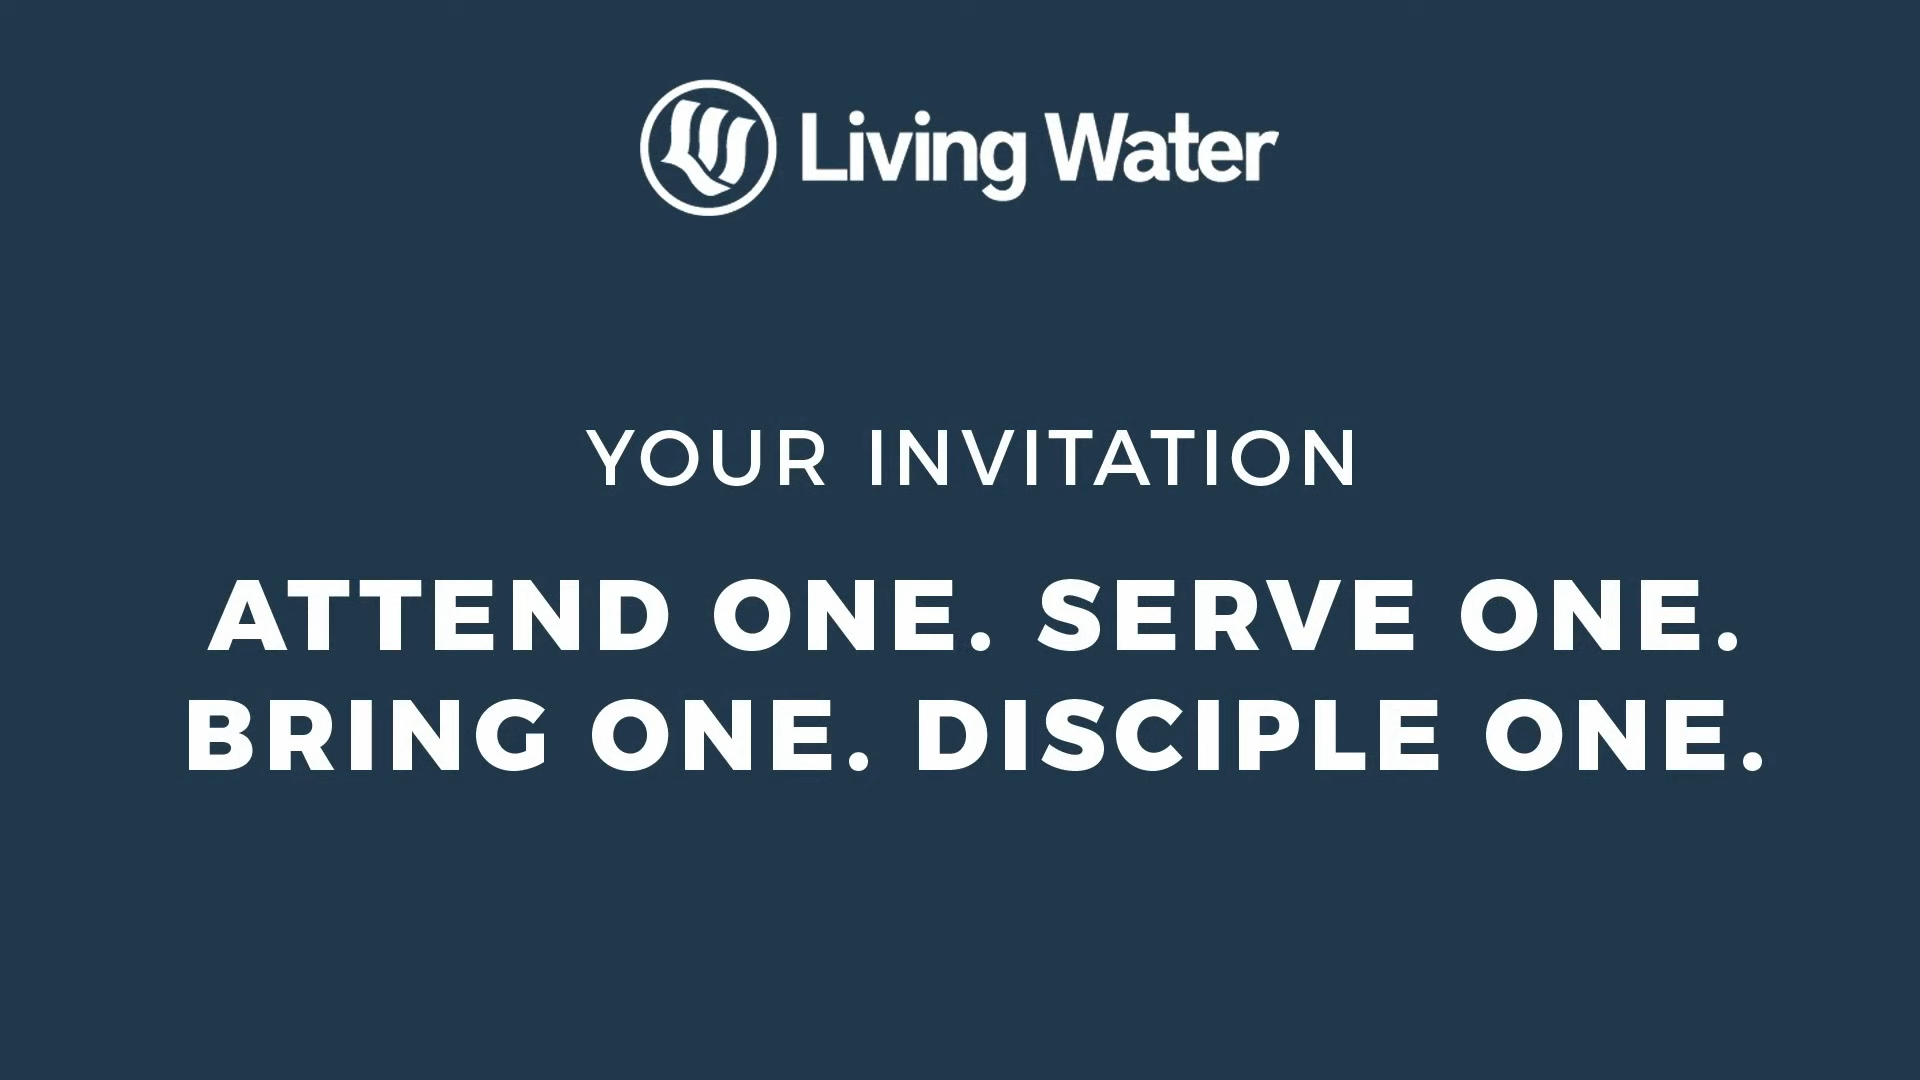 Living Water
YOUR INVITATION
ATTEND ONE. SERVE ONE.
BRING ONE. DISCIPLE ONE.